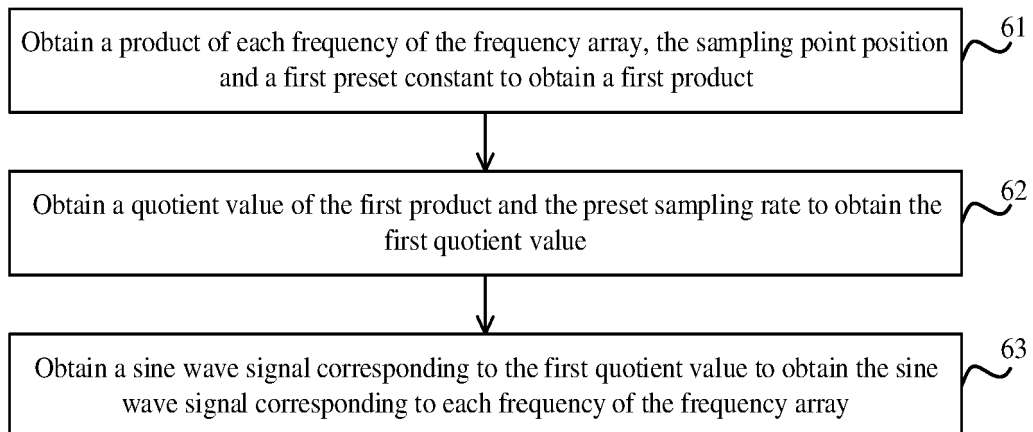 Obtain a product of each frequency of the frequency array, the sampling point position
and a first preset constant to obtain a first product
61
Obtain a quotient value of the first product and the preset sampling rate to obtain the
first quotient value
62
Obtain a sine wave signal corresponding to the first quotient value to obtain the sine
wave signal corresponding to each frequency of the frequency array
63